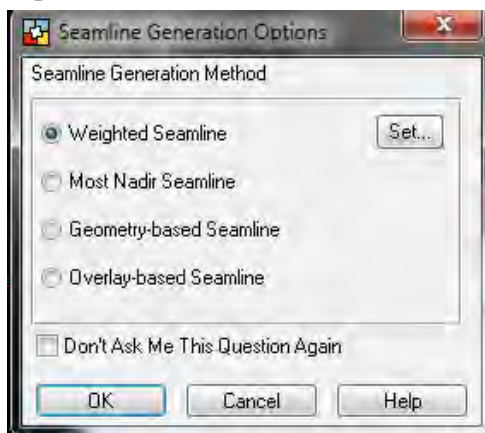 Seamline Generation Options
Seamline Generation Method
Weighted Seamline Set...
Most Nadir Seamline
Geometry-based Seamline
Overlay-based Seamline
Don't Ask Me This Question Again
OK Cancel Help